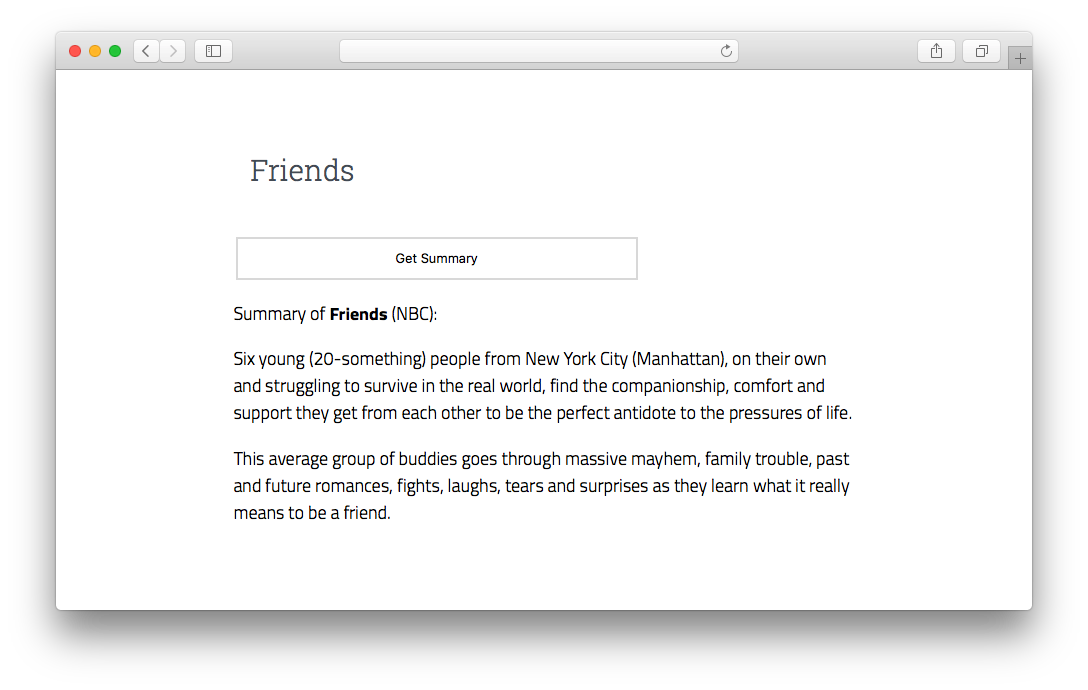 Friends
Get Summary
Summary of Friends (NBC):
Six young (20-something) people from New York City (Manhattan), on their own
and struggling to survive in the real world, find the companionship, comfort and
support they get from each other to be the perfect antidote to the pressures of life.
This average group of buddies goes through massive mayhem, family trouble, past
and future romances, fights, laughs, tears and surprises as they learn what it really
means to be a friend.